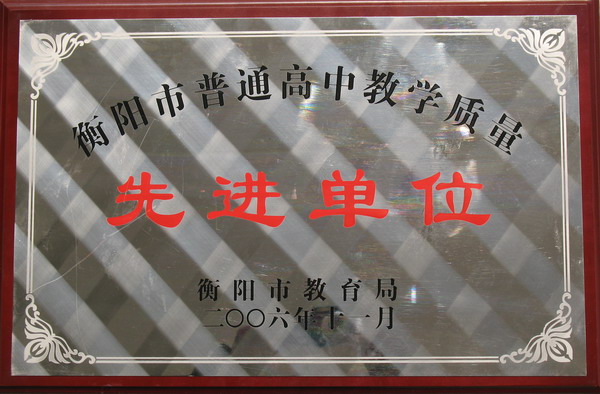 衡阳市普通高中教学质量
先进单位
衡阳市教育局
二〇〇六年十一月